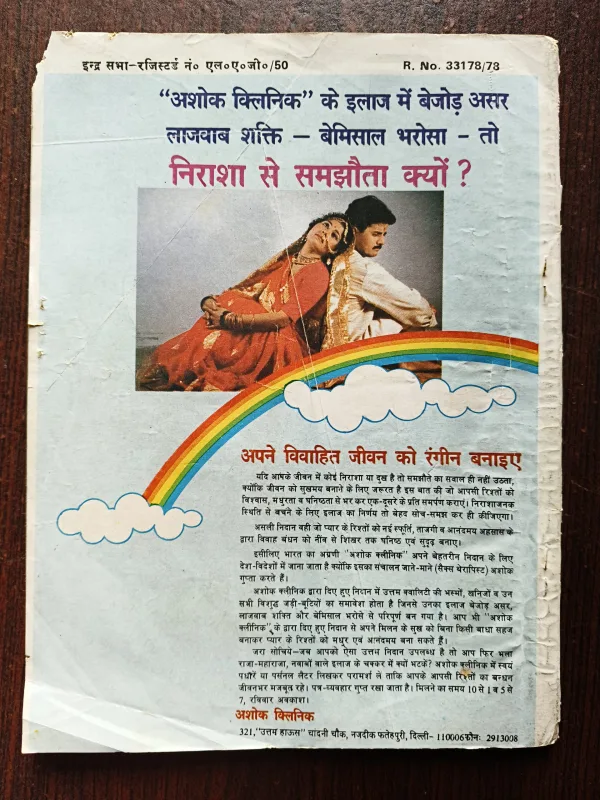 इन्द्र सभा-रजिस्टर्ड नं० एल०ए०जी०/50 R. No. 33178/78
“अशोक क्लिनिक” के इलाज में बेजोड़ असर
लाजवाब शक्ति — बेमिसाल भरोसा - तो
निराशा से समझौता क्यों ?
अपने विवाहित जीवन को रंगीन बनाइए
यदि आपके जीवन में कोई निराशा या दुख है तो समझौता का सवाल ही नहीं उठता,
क्योंकि जीवन को सुखमय बनाने के लिए जरूरत है इस बात की जो आपसी रिश्तों को
विश्वास, मधुरता व घनिष्ठता से भर कर एक-दूसरे के प्रति समर्पण कराएं। निराशाजनक
स्थिति से बचने के लिए इलाज का निर्णय तो बेहद सोच-समझ कर ही कीजिएगा।
असली निदान वही जो प्यार के रिश्तों को नई स्फूर्ति, ताजगी व आनंदमय अहसास के
द्वारा विवाह बंधन को नींव से शिखर तक घनिष्ठ एवं सुदृढ़ बनाए।
इसीलिए भारत का अग्रणी "अशोक क्लीनिक" अपने बेहतरीन निदान के लिए
देश-विदेशों में जाना जाता है क्योंकि इसका संचालन जाने-माने (सैक्स थेरापिस्ट) अशोक
गुप्ता करते हैं।
अशोक क्लीनिक द्वारा दिए हुए निदान में उत्तम क्वालिटी की भस्मों, खनिजों व उन
सभी विशुद्ध जड़ी-बुटियों का समावेश होता है जिनसे उनका इलाज बेजोड़ असर,
लाजवाब शक्ति और बेमिसाल भरोसे से परिपूर्ण बन गया है। आप भी "अशोक
क्लीनिक" के द्वारा दिए हुए निदान से अपने मिलन के सुख को बिना किसी बाधा सहज
बनाकर प्यार के रिश्तों को मधुर एवं आनंदमय बना सकते हैं।
जरा सोचिये—जब आपको ऐसा उत्तम निदान उपलब्ध है तो आप फिर भला
राजा-महाराजा, नवाबों वाले इलाज के चक्कर में क्यों भटकें? अशोक क्लीनिक में स्वयं
पधारें या पर्सनल लैटर लिखकर परामर्श लें ताकि आपके आपसी रिश्तों का बन्धन
जीवनभर मजबूत रहे। पत्र-व्यवहार गुप्त रखा जाता है। मिलने का समय 10 से 1 व 5 से
7, रविवार अवकाश।
अशोक क्लिनिक
321,"उत्तम हाऊस" चांदनी चौक, नजदीक फतेहपुरी, दिल्ली- 110006 फौनः 2913008